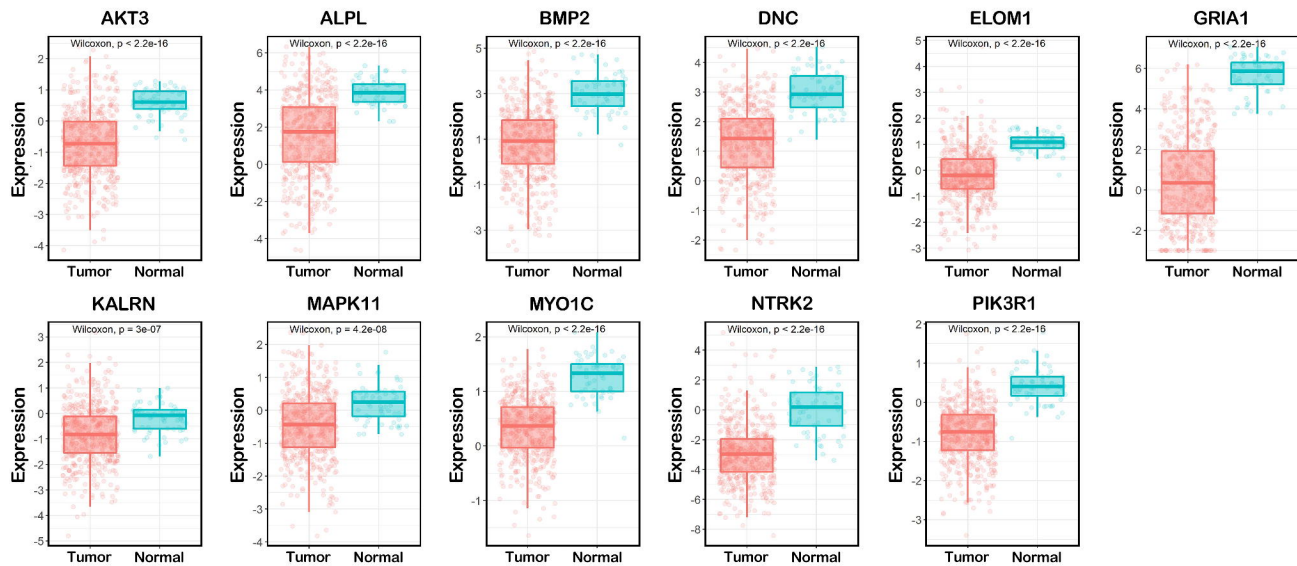 AKT3 ALPL BMP2 DNC ELOM1 GRIA1
Wilcoxon, p < 2.2e-16 Wilcoxon, p < 2.2e-16 Wilcoxon, p < 2.2e-16 Wilcoxon, p < 2.2e-16 Wilcoxon, p < 2.2e-16 Wilcoxon, p < 2.2e-16
Expression Expression Expression Expression Expression Expression
2 1 0 -1 -2 -3 -4
6 4 2 0 -2 -4
5 3 1 -1 -3
5 4 3 2 1 0 -1 -2
5 4 3 2 1 0 -1 -2 -3
6 4 2 0 -2
Tumor Normal Tumor Normal Tumor Normal Tumor Normal Tumor Normal Tumor Normal
KALRN MAPK11 MYO1C NTRK2 PIK3R1
Wilcoxon, p = 3e-07 Wilcoxon, p = 4.2e-08 Wilcoxon, p < 2.2e-16 Wilcoxon, p < 2.2e-16 Wilcoxon, p < 2.2e-16
Expression Expression Expression Expression Expression
3 2 1 0 -1 -2 -3 -4 -5
2 1 0 -1 -2 -3 -4
2 1 0 -1
6 4 2 0 -2 -4 -6 -8
2 1 0 -1 -2 -3
Tumor Normal Tumor Normal Tumor Normal Tumor Normal Tumor Normal